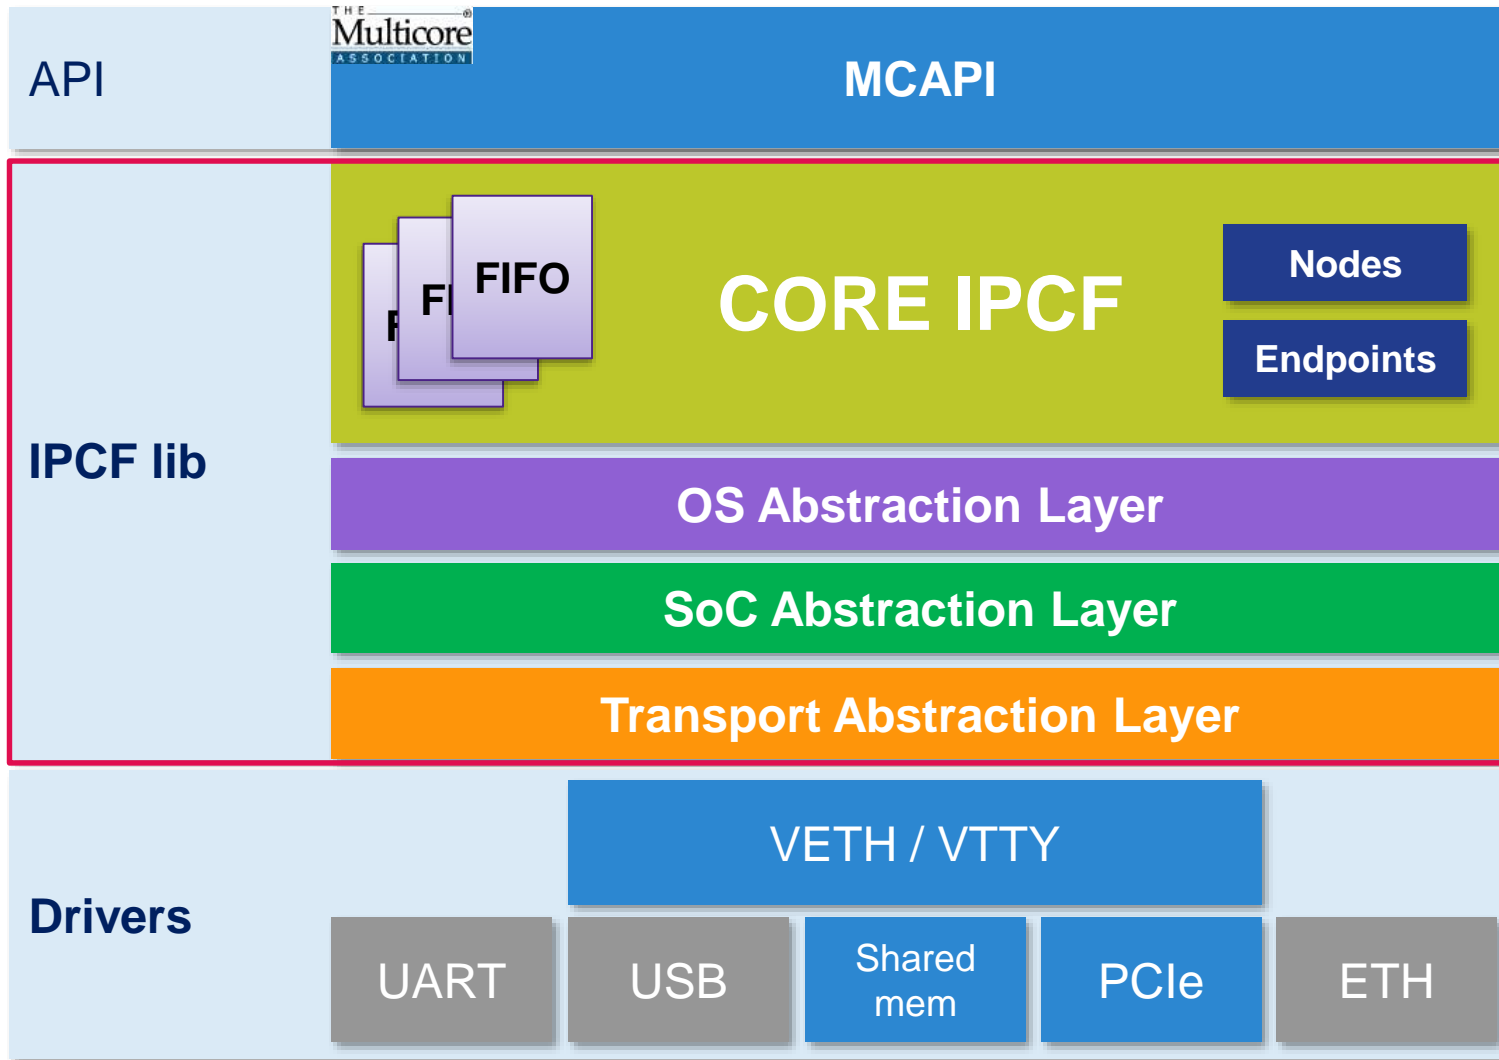 API
THE
Multicore®
ASSOCIATION
MCAPI
IPCF lib
F
FI
FIFO
CORE IPCF
Nodes
Endpoints
OS Abstraction Layer
SoC Abstraction Layer
Transport Abstraction Layer
Drivers
VETH / VTTY
UART
USB
Shared
mem
PCIe
ETH